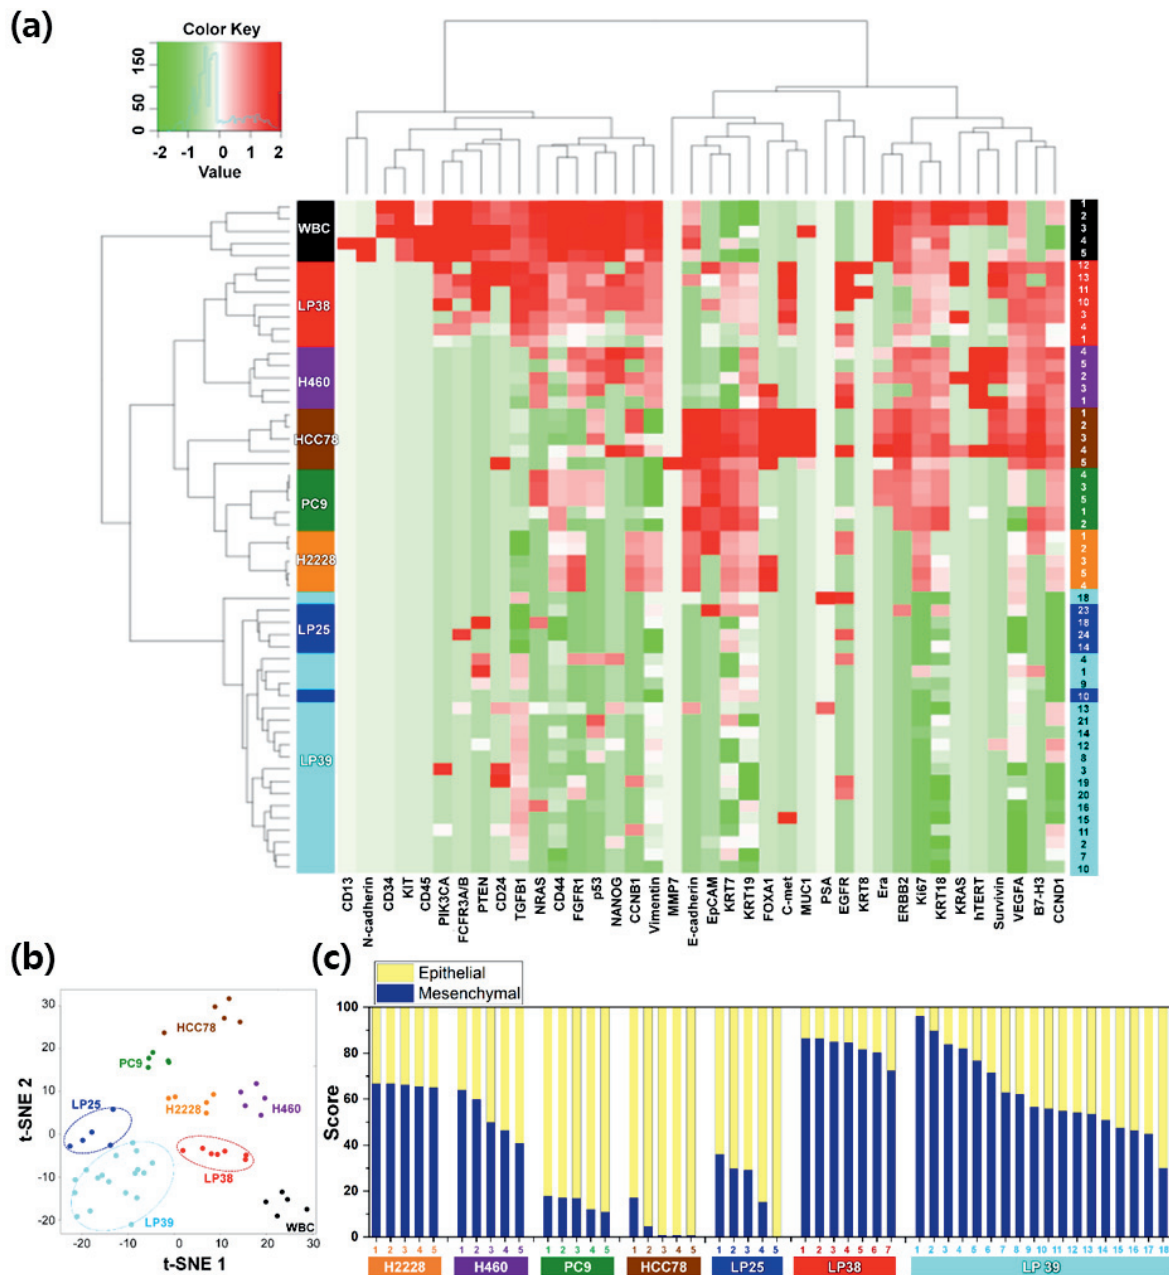 (a)
Color Key
150
50
0
-2 -1 0 2
Value
WBC
LP38
H460
HCC78
PC9
H2228
LP25
LP39
1
2
3
4
5
12
13
11
10
3
4
1
4
5
2
3
1
1
2
3
4
5
4
3
5
1
2
1
2
3
5
4
18
23
18
24
14
4
1
9
10
13
21
14
12
8
3
19
20
16
15
11
2
7
10
CD13 N-cadherin CD34 KIT CD45 PIK3CA FCFR3A/B PTEN CD24 TGFB1 NRAS CD44 FGFR1 p53 NANOG CCNB1 Vimentin MMP7 E-cadherin EpCAM KRT7 KRT19 FOXA1 C-met MUC1 PSA EGFR KRT8 Era ERBB2 Ki67 KRT18 KRAS hTERT Survivin VEGFA B7-H3 CCND1
(b)
t-SNE 2
30
20
10
0
-10
-20
HCC78
PC9
LP25
H2228
H460
LP38
LP39
WBC
-20 -10 0 10 20 30
t-SNE 1
(c)
Epithelial
Mesenchymal
Score
100
80
60
40
20
0
1 2 3 4 5 1 2 3 4 5 1 2 3 4 5 1 2 3 4 5 1 2 3 4 5 1 2 3 4 5 6 7 1 2 3 4 5 6 7 8 9 10 11 12 13 14 15 16 17 18
H2228 H460 PC9 HCC78 LP25 LP38 LP 39